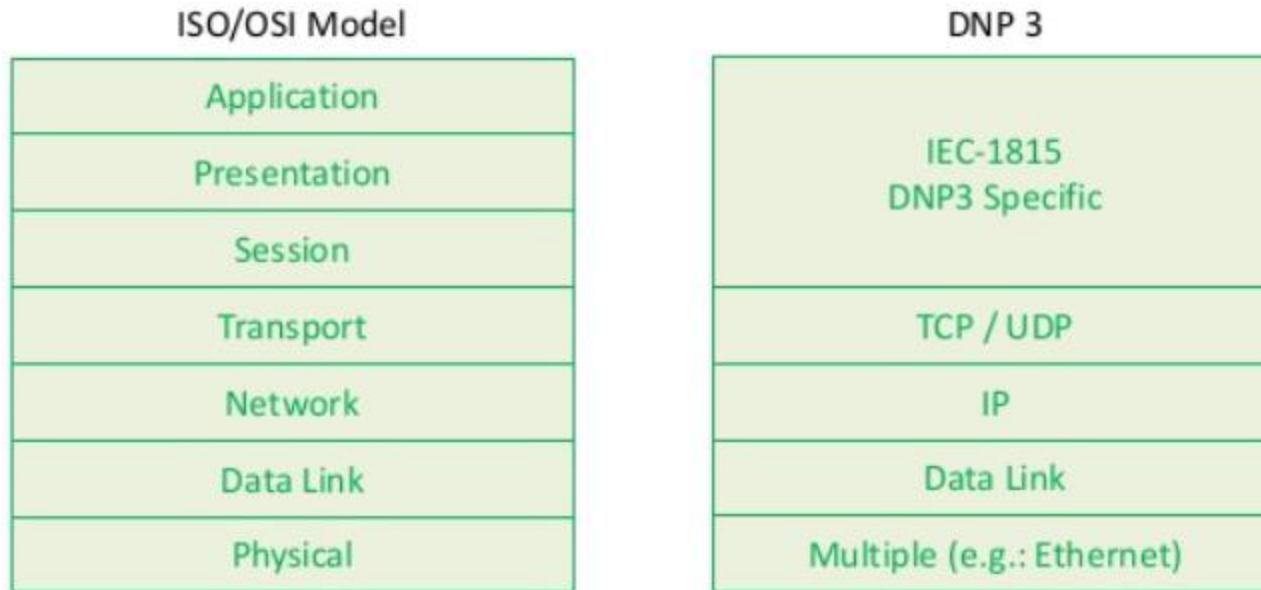 ISO/OSI Model
Application
Presentation
Session
Transport
Network
Data Link
Physical
DNP 3
IEC-1815
DNP3 Specific
TCP / UDP
IP
Data Link
Multiple (e.g.: Ethernet)